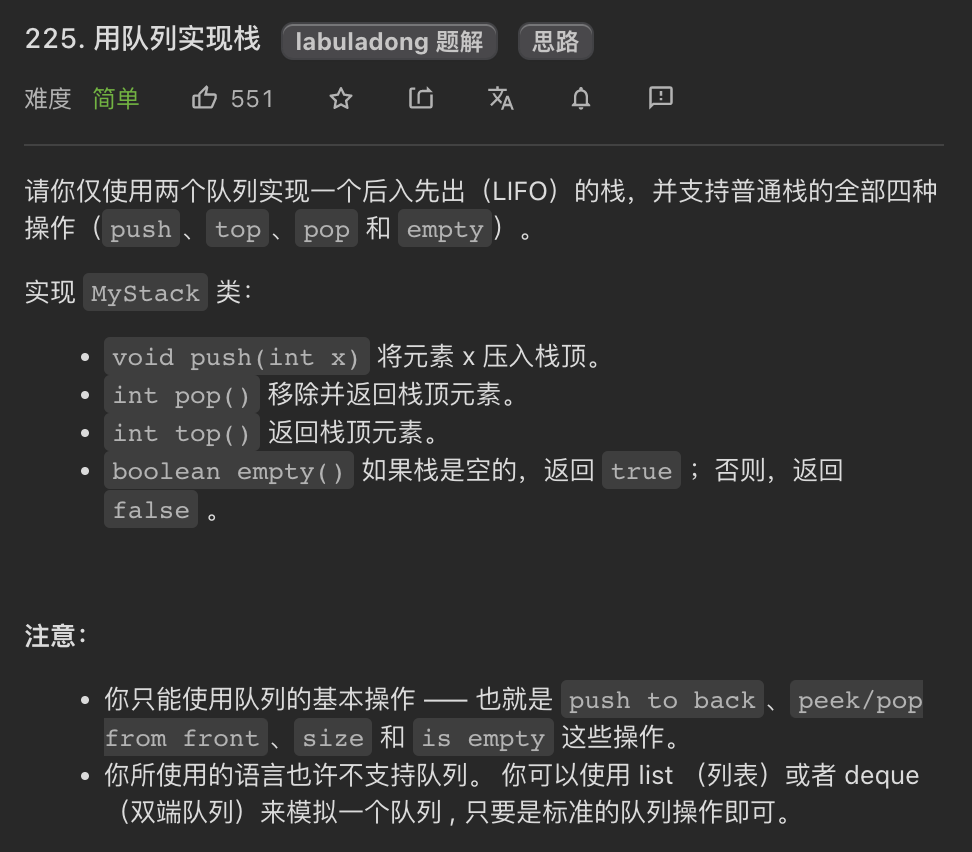 225. 用队列实现栈 labuladong 题解 思路
难度 简单 551
请你仅使用两个队列实现一个后入先出（LIFO）的栈，并支持普通栈的全部四种
操作（push、top、pop 和 empty）。
实现 MyStack 类：
void push(int x) 将元素 x 压入栈顶。
int pop() 移除并返回栈顶元素。
int top() 返回栈顶元素。
boolean empty() 如果栈是空的，返回 true ；否则，返回
false 。
注意：
你只能使用队列的基本操作 —— 也就是 push to back、peek/pop
from front、size 和 is empty 这些操作。
你所使用的语言也许不支持队列。 你可以使用 list （列表）或者 deque
（双端队列）来模拟一个队列 , 只要是标准的队列操作即可。